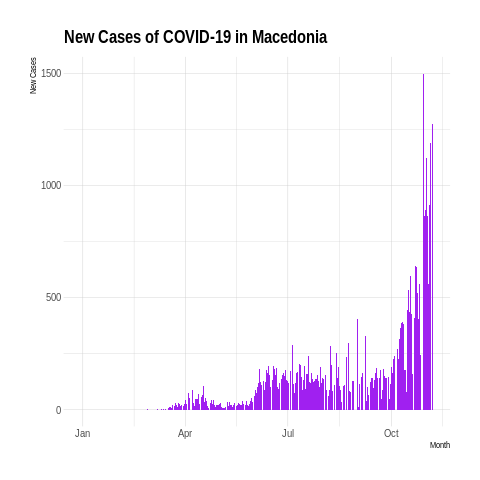 New Cases of COVID-19 in Macedonia
New Cases
1500
1000
500
0
Jan Apr Jul Oct
Month